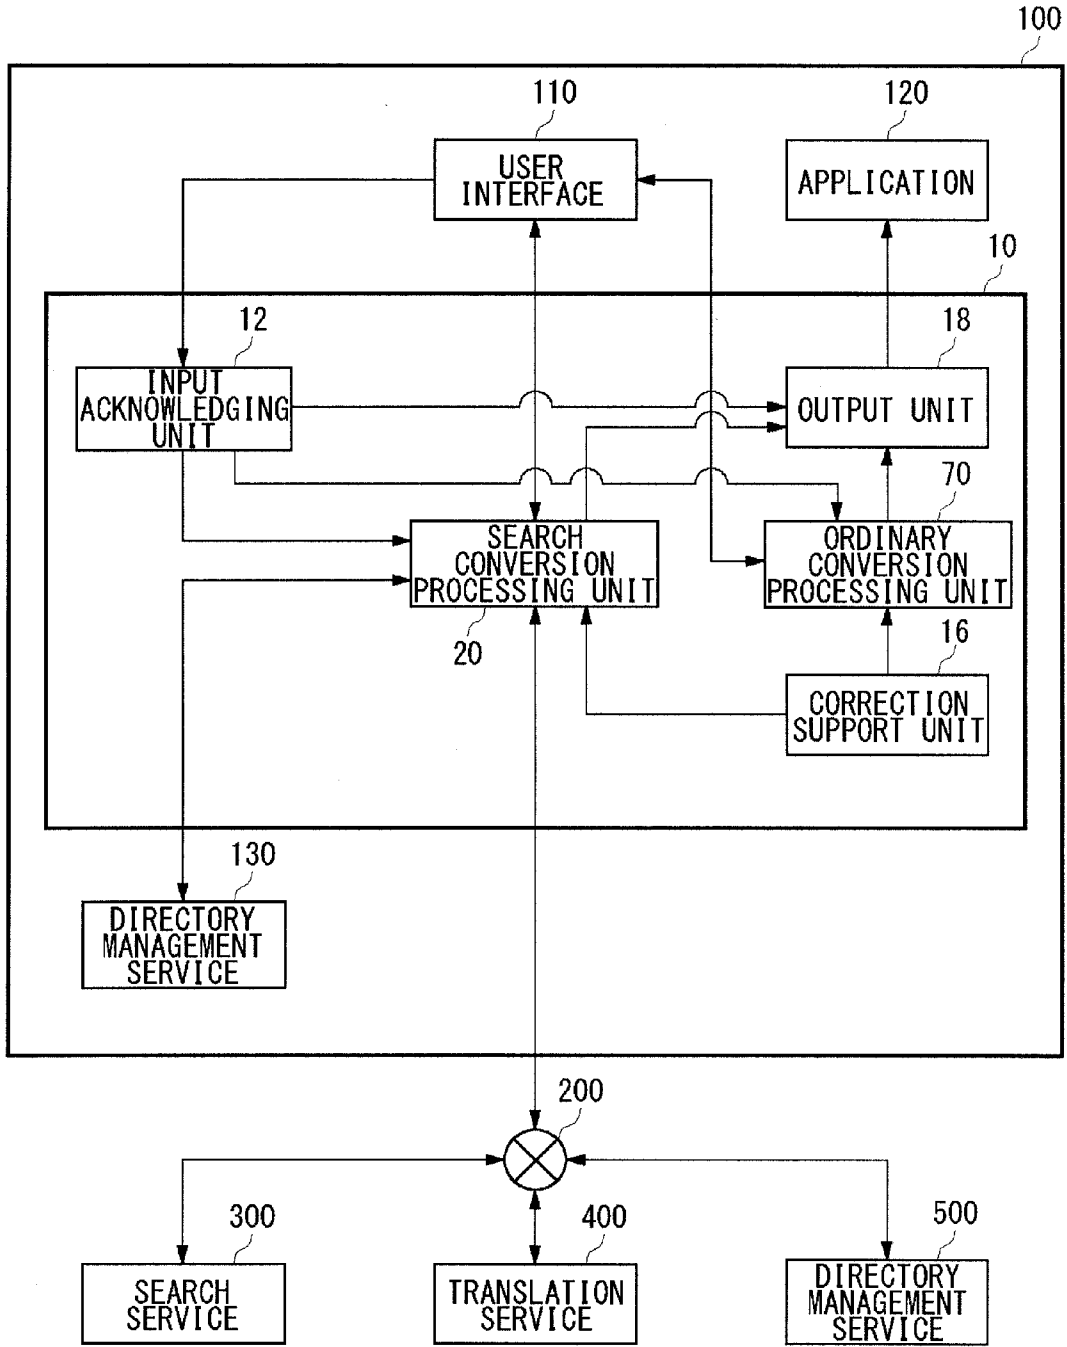 100
110
120
USER
INTERFACE
APPLICATION
10
12
18
INPUT
ACKNOWLEDGING
UNIT
OUTPUT UNIT
70
SEARCH
CONVERSION
PROCESSING UNIT
ORDINARY
CONVERSION
PROCESSING UNIT
20
16
CORRECTION
SUPPORT UNIT
130
DIRECTORY
MANAGEMENT
SERVICE
200
300
400
500
SEARCH
SERVICE
TRANSLATION
SERVICE
DIRECTORY
MANAGEMENT
SERVICE